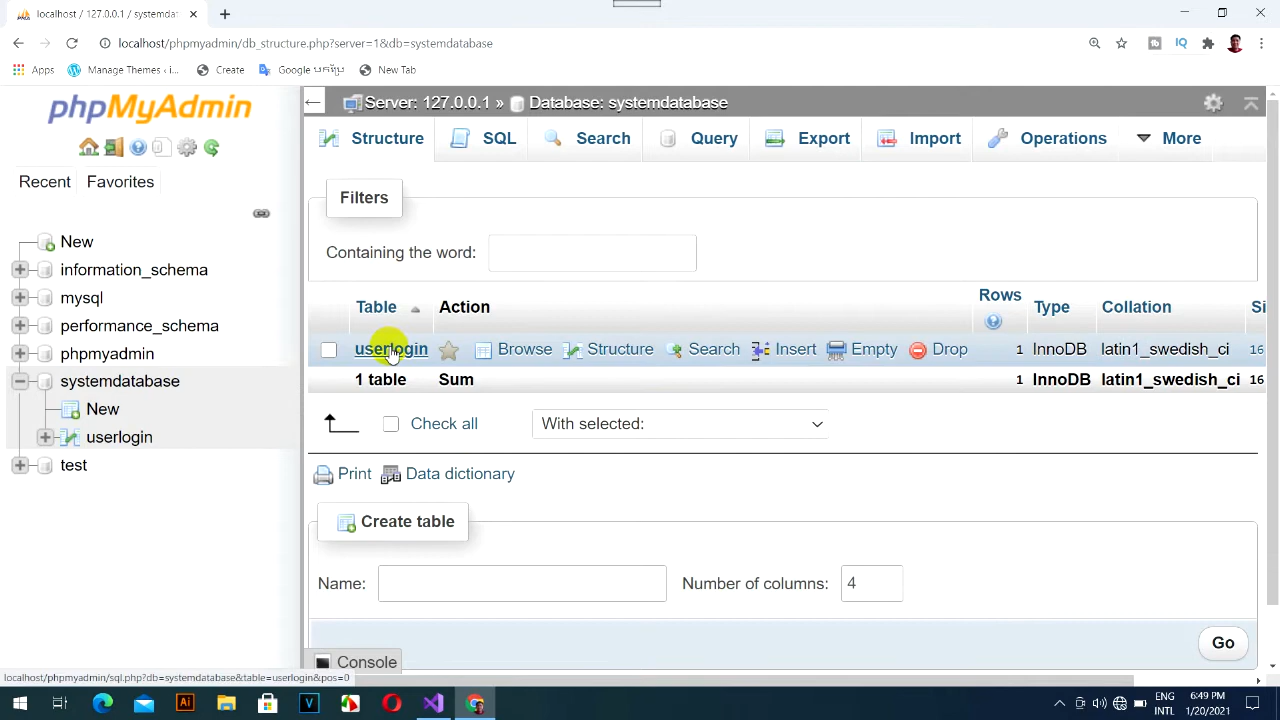 localhost / 127.0.0.1 / systemdat
localhost/phpmyadmin/db_structure.php?server=1&db=systemdatabase
Apps
Manage Themes ‹ i...
Create
New Tab
phpMyAdmin
Recent
Favorites
New
information_schema
mysql
performance_schema
phpmyadmin
systemdatabase
New
userlogin
test
Server: 127.0.0.1 » Database: systemdatabase
Structure SQL Search Query Export Import Operations More
Filters
Containing the word:
Table Action Rows Type Collation Si
userlogin Browse Structure Search Insert Empty Drop 1 InnoDB latin1_swedish_ci 16
1 table Sum 1 InnoDB latin1_swedish_ci 16
Check all With selected:
Print Data dictionary
Create table
Name: Number of columns: 4
Go
Console
localhost/phpmyadmin/sql.php?db=systemdatabase&table=userlogin&pos=0
ENG
INTL
6:49 PM
1/20/2021